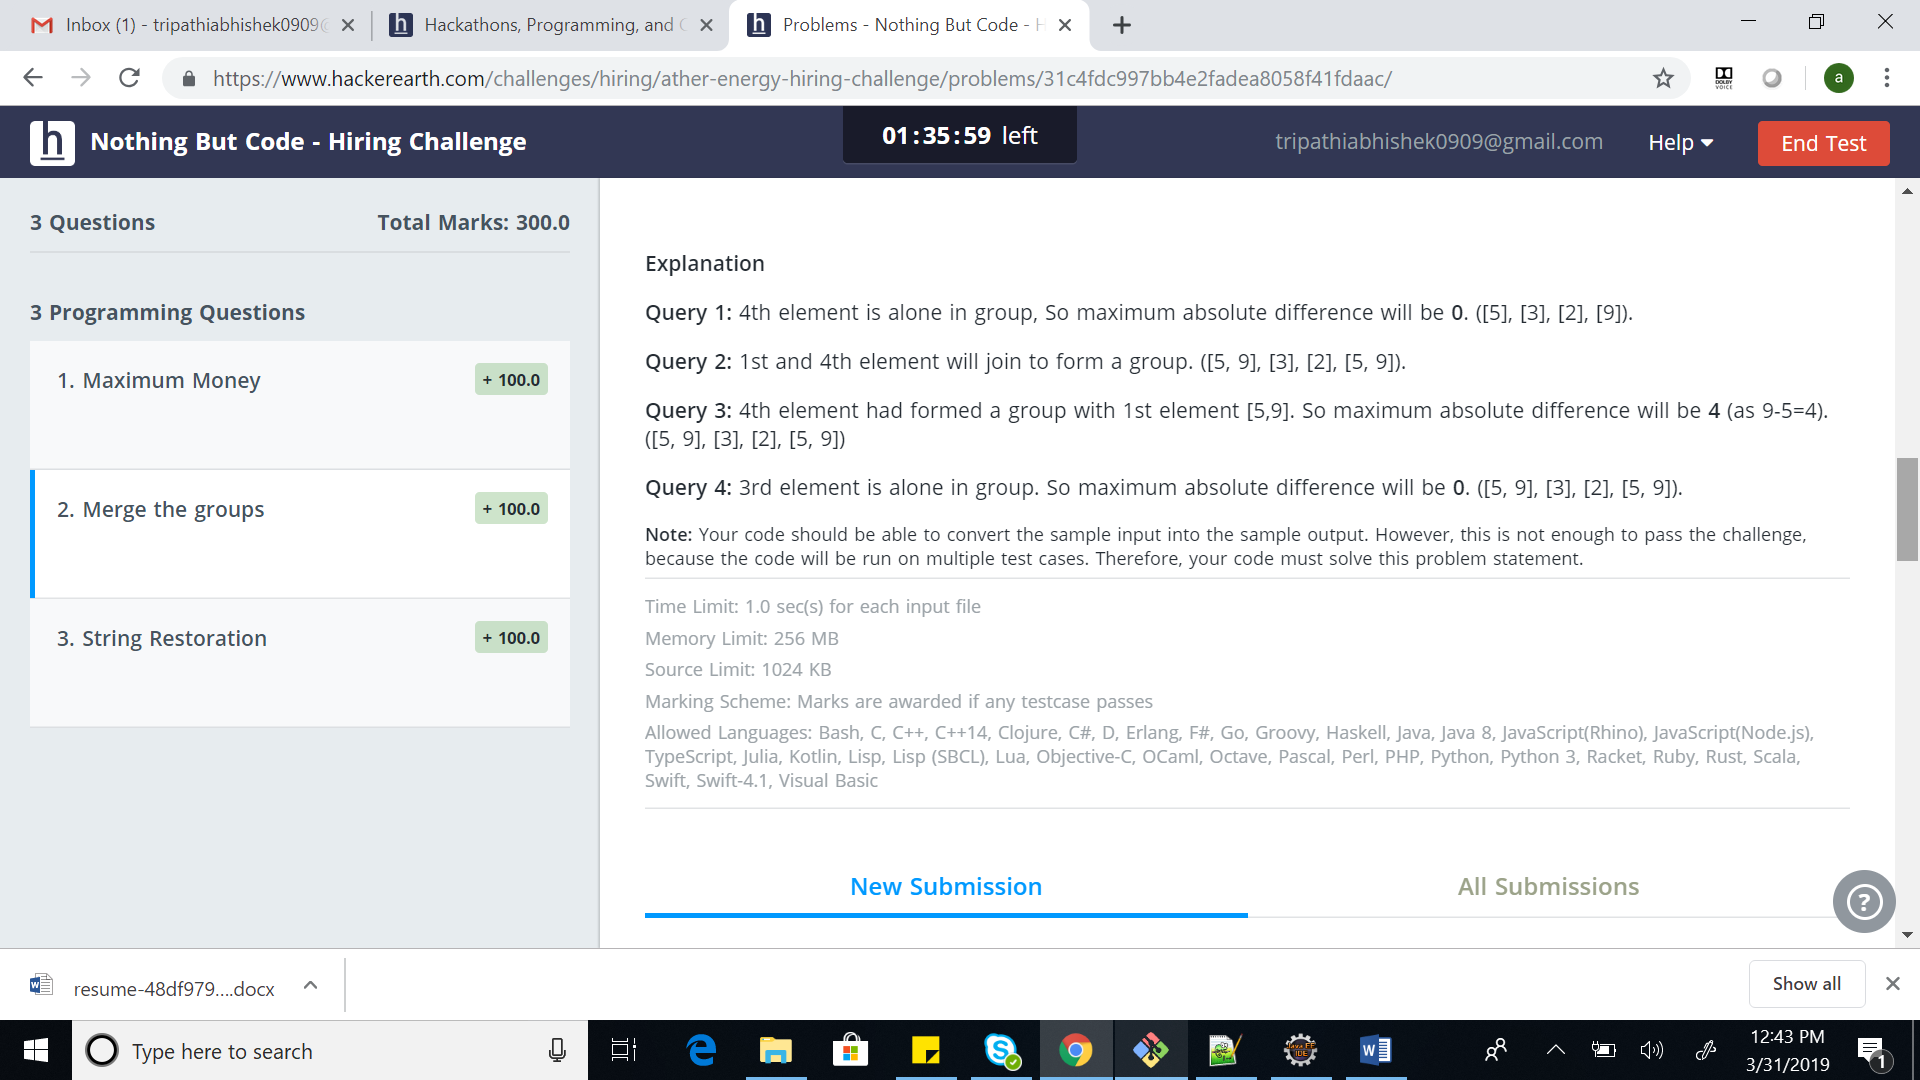 Inbox (1) - tripathiabhishek0909@
Hackathons, Programming, and
Problems - Nothing But Code - H
https://www.hackerearth.com/challenges/hiring/ather-energy-hiring-challenge/problems/31c4fdc997bb4e2fadea8058f41fdaac/
DOLBY
VOICE
a
h Nothing But Code - Hiring Challenge
01:35:59 left
tripathiabhishek0909@gmail.com
Help
End Test
3 Questions
Total Marks: 300.0
3 Programming Questions
1. Maximum Money
+ 100.0
2. Merge the groups
+ 100.0
3. String Restoration
+ 100.0
Explanation
Query 1: 4th element is alone in group, So maximum absolute difference will be 0. ([5], [3], [2], [9]).
Query 2: 1st and 4th element will join to form a group. ([5, 9], [3], [2], [5, 9]).
Query 3: 4th element had formed a group with 1st element [5,9]. So maximum absolute difference will be 4 (as 9-5=4).
([5, 9], [3], [2], [5, 9])
Query 4: 3rd element is alone in group. So maximum absolute difference will be 0. ([5, 9], [3], [2], [5, 9]).
Note: Your code should be able to convert the sample input into the sample output. However, this is not enough to pass the challenge,
because the code will be run on multiple test cases. Therefore, your code must solve this problem statement.
Time Limit: 1.0 sec(s) for each input file
Memory Limit: 256 MB
Source Limit: 1024 KB
Marking Scheme: Marks are awarded if any testcase passes
Allowed Languages: Bash, C, C++, C++14, Clojure, C#, D, Erlang, F#, Go, Groovy, Haskell, Java, Java 8, JavaScript(Rhino), JavaScript(Node.js),
TypeScript, Julia, Kotlin, Lisp, Lisp (SBCL), Lua, Objective-C, OCaml, Octave, Pascal, Perl, PHP, Python, Python 3, Racket, Ruby, Rust, Scala,
Swift, Swift-4.1, Visual Basic
New Submission
All Submissions
?
resume-48df979....docx
Show all
Type here to search
12:43 PM
3/31/2019
1